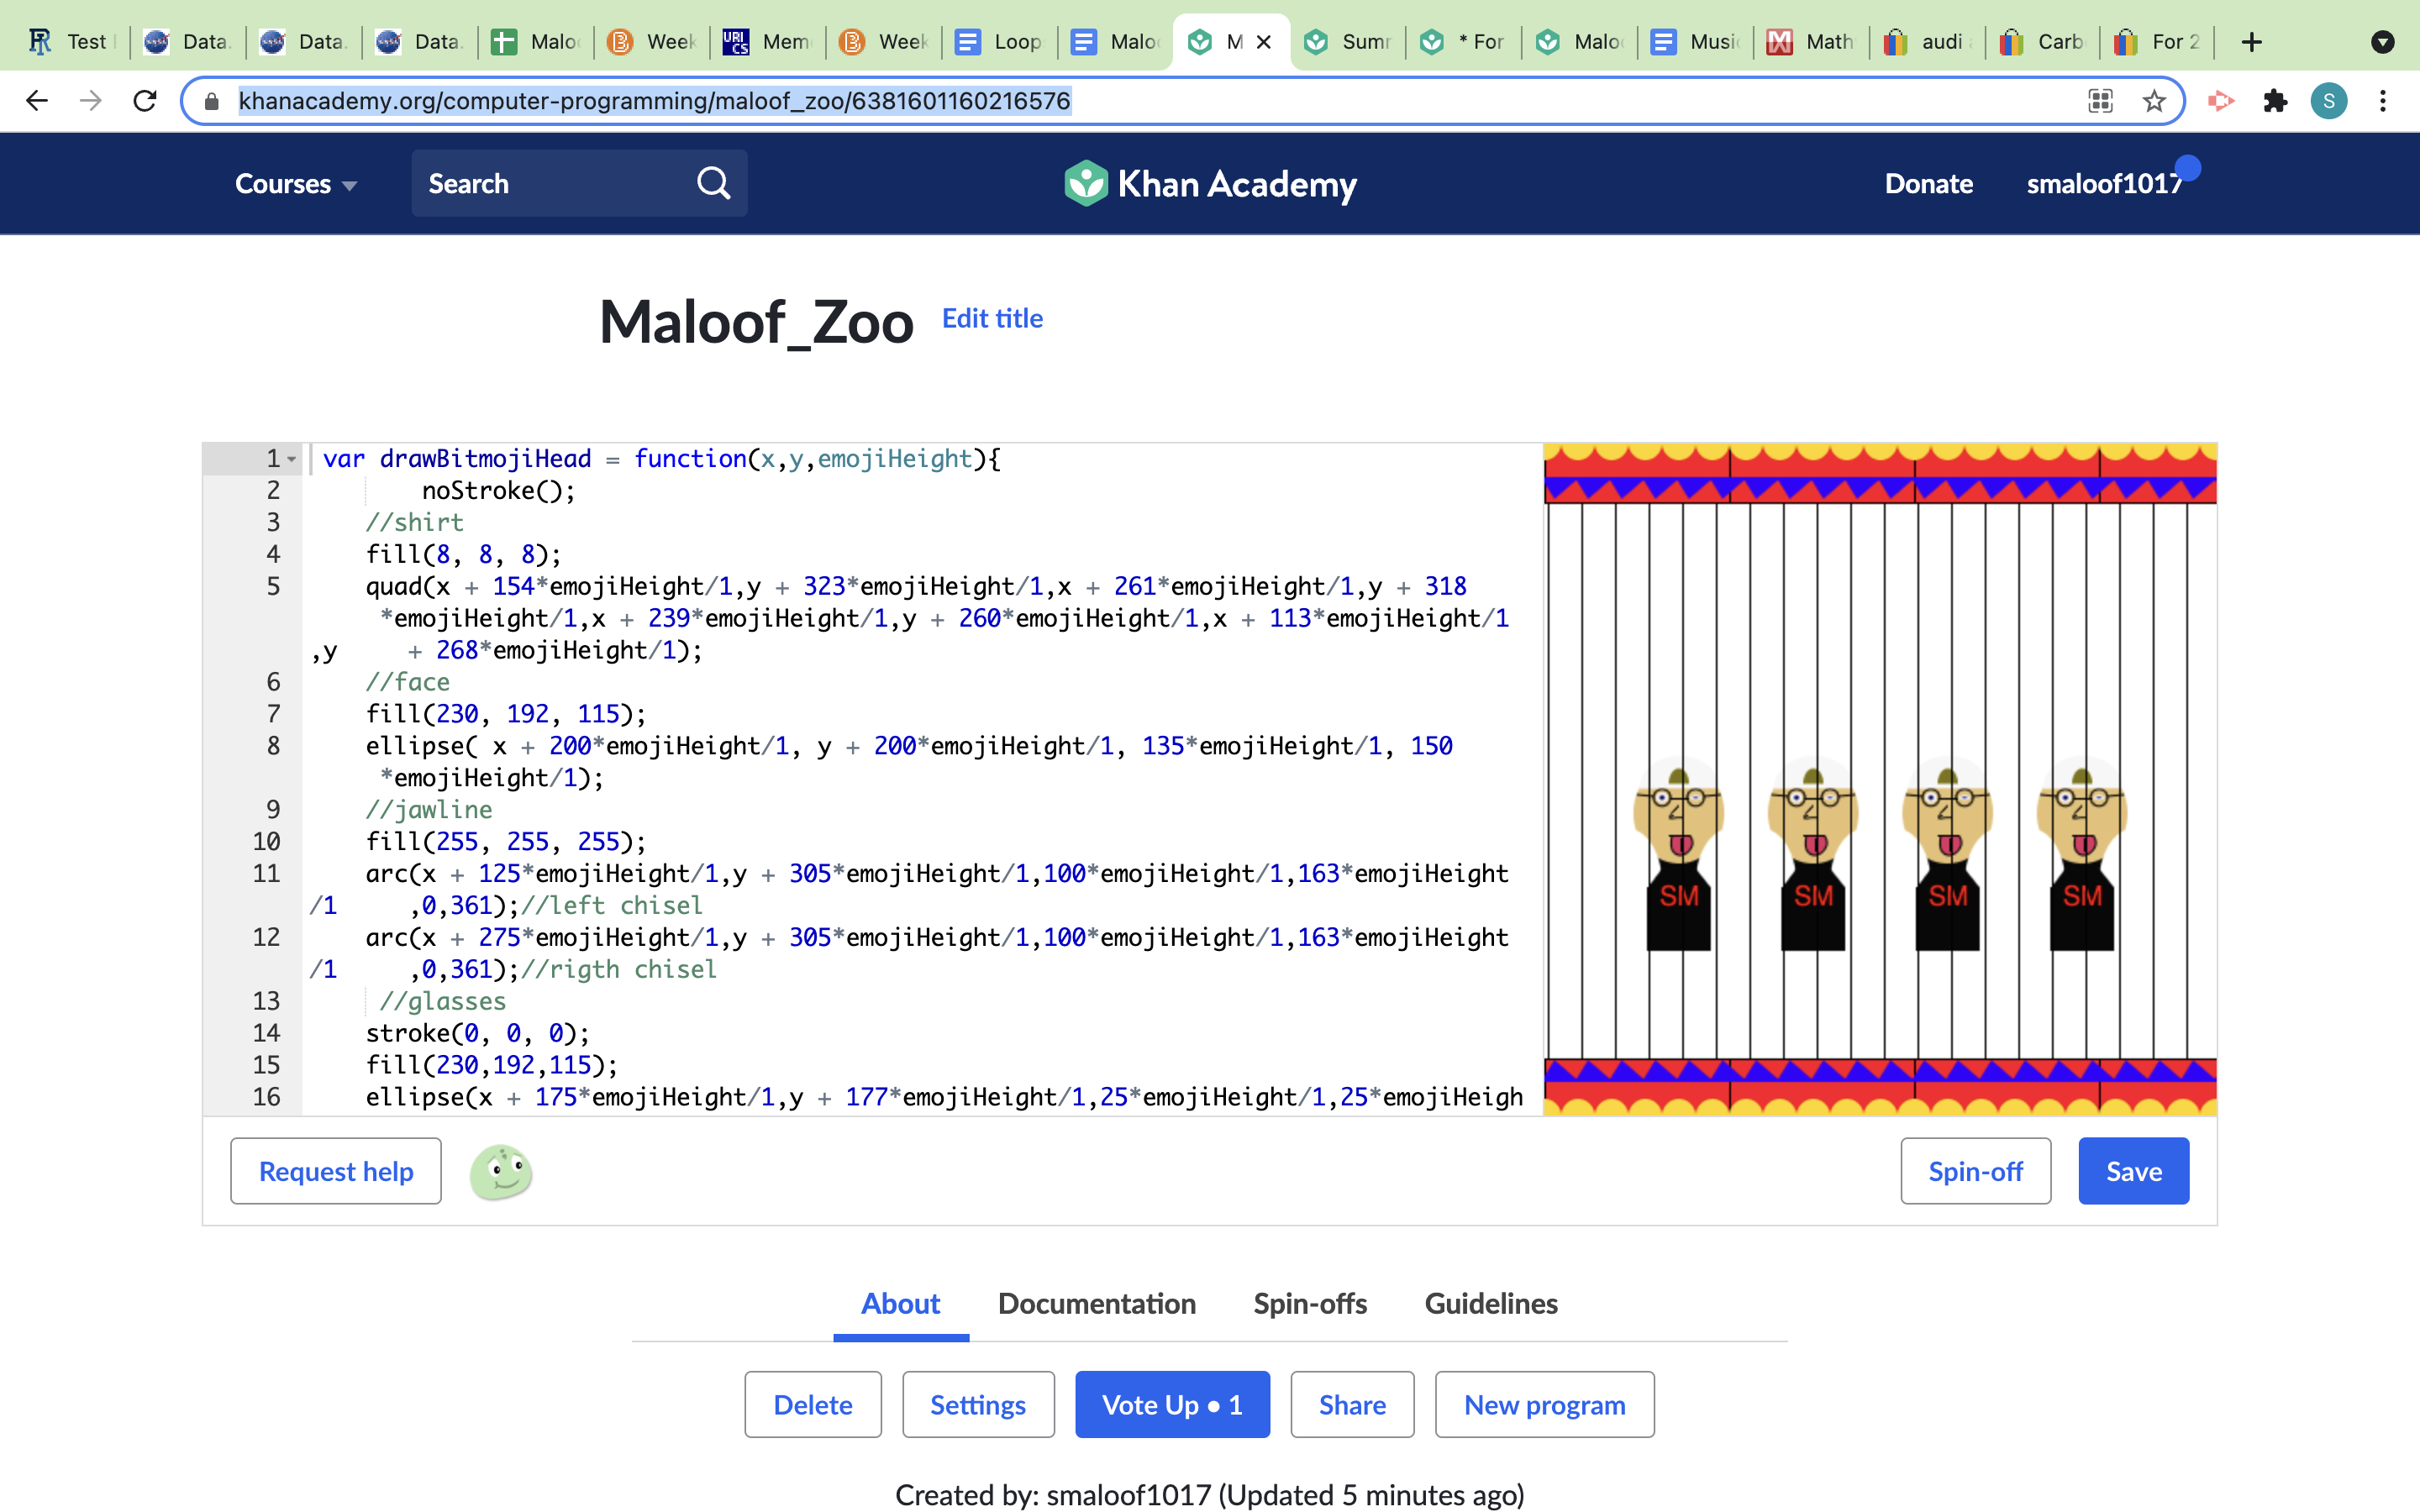 Test
Data.
Data.
Data.
Malo
Week
URI
CS
Mem
Week
Loop
Malo
M
Sumr
* For
Maloo
Music
Math
audi
Carb
For 2
khanacademy.org/computer-programming/maloof_zoo/6381601160216576
S
Courses
Search
Khan Academy
Donate
smaloof1017
Maloof_Zoo
Edit title
1 var drawBitmojiHead = function(x,y,emojiHeight){
2 noStroke();
3 //shirt
4 fill(8, 8, 8);
5 quad(x + 154*emojiHeight/1,y + 323*emojiHeight/1,x + 261*emojiHeight/1,y + 318
*emojiHeight/1,x + 239*emojiHeight/1,y + 260*emojiHeight/1,x + 113*emojiHeight/1
,y + 268*emojiHeight/1);
6 //face
7 fill(230, 192, 115);
8 ellipse( x + 200*emojiHeight/1, y + 200*emojiHeight/1, 135*emojiHeight/1, 150
*emojiHeight/1);
9 //jawline
10 fill(255, 255, 255);
11 arc(x + 125*emojiHeight/1,y + 305*emojiHeight/1,100*emojiHeight/1,163*emojiHeight
/1 ,0,361);//left chisel
12 arc(x + 275*emojiHeight/1,y + 305*emojiHeight/1,100*emojiHeight/1,163*emojiHeight
/1 ,0,361);//rigth chisel
13 //glasses
14 stroke(0, 0, 0);
15 fill(230,192,115);
16 ellipse(x + 175*emojiHeight/1,y + 177*emojiHeight/1,25*emojiHeight/1,25*emojiHeigh
SM SM SM SM
Request help
Spin-off
Save
About
Documentation
Spin-offs
Guidelines
Delete
Settings
Vote Up • 1
Share
New program
Created by: smaloof1017 (Updated 5 minutes ago)